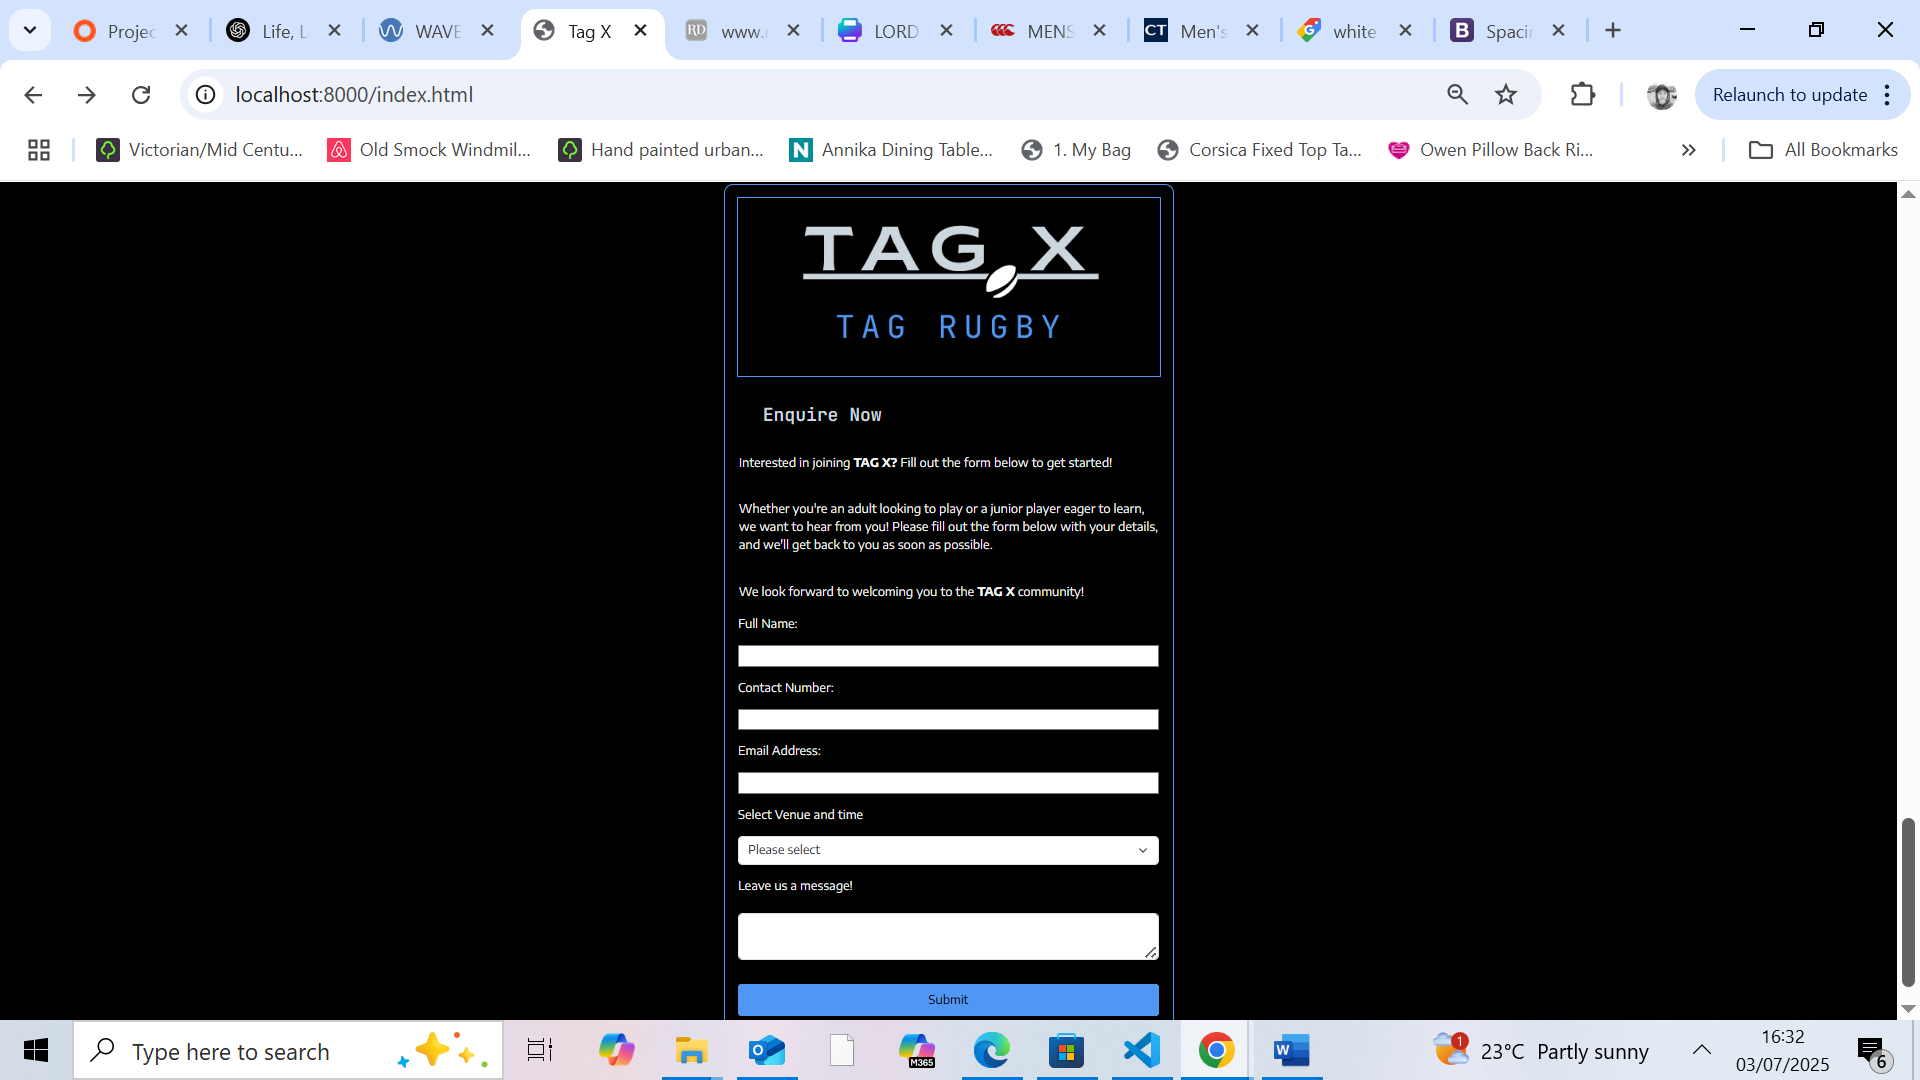 Projec
Life, L
WAVE
Tag X
www.r
LORD
MENS
Men's
white
Spacin
localhost:8000/index.html
Relaunch to update
Victorian/Mid Centu...
Old Smock Windmil...
Hand painted urban...
Annika Dining Table...
1. My Bag
Corsica Fixed Top Ta...
Owen Pillow Back Ri...
All Bookmarks
TAG X
TAG RUGBY
Enquire Now
Interested in joining TAG X? Fill out the form below to get started!
Whether you're an adult looking to play or a junior player eager to learn,
we want to hear from you! Please fill out the form below with your details,
and we'll get back to you as soon as possible.
We look forward to welcoming you to the TAG X community!
Full Name:
Contact Number:
Email Address:
Select Venue and time
Please select
Leave us a message!
Submit
Type here to search
M365
1
23°C Partly sunny
16:32
03/07/2025
6